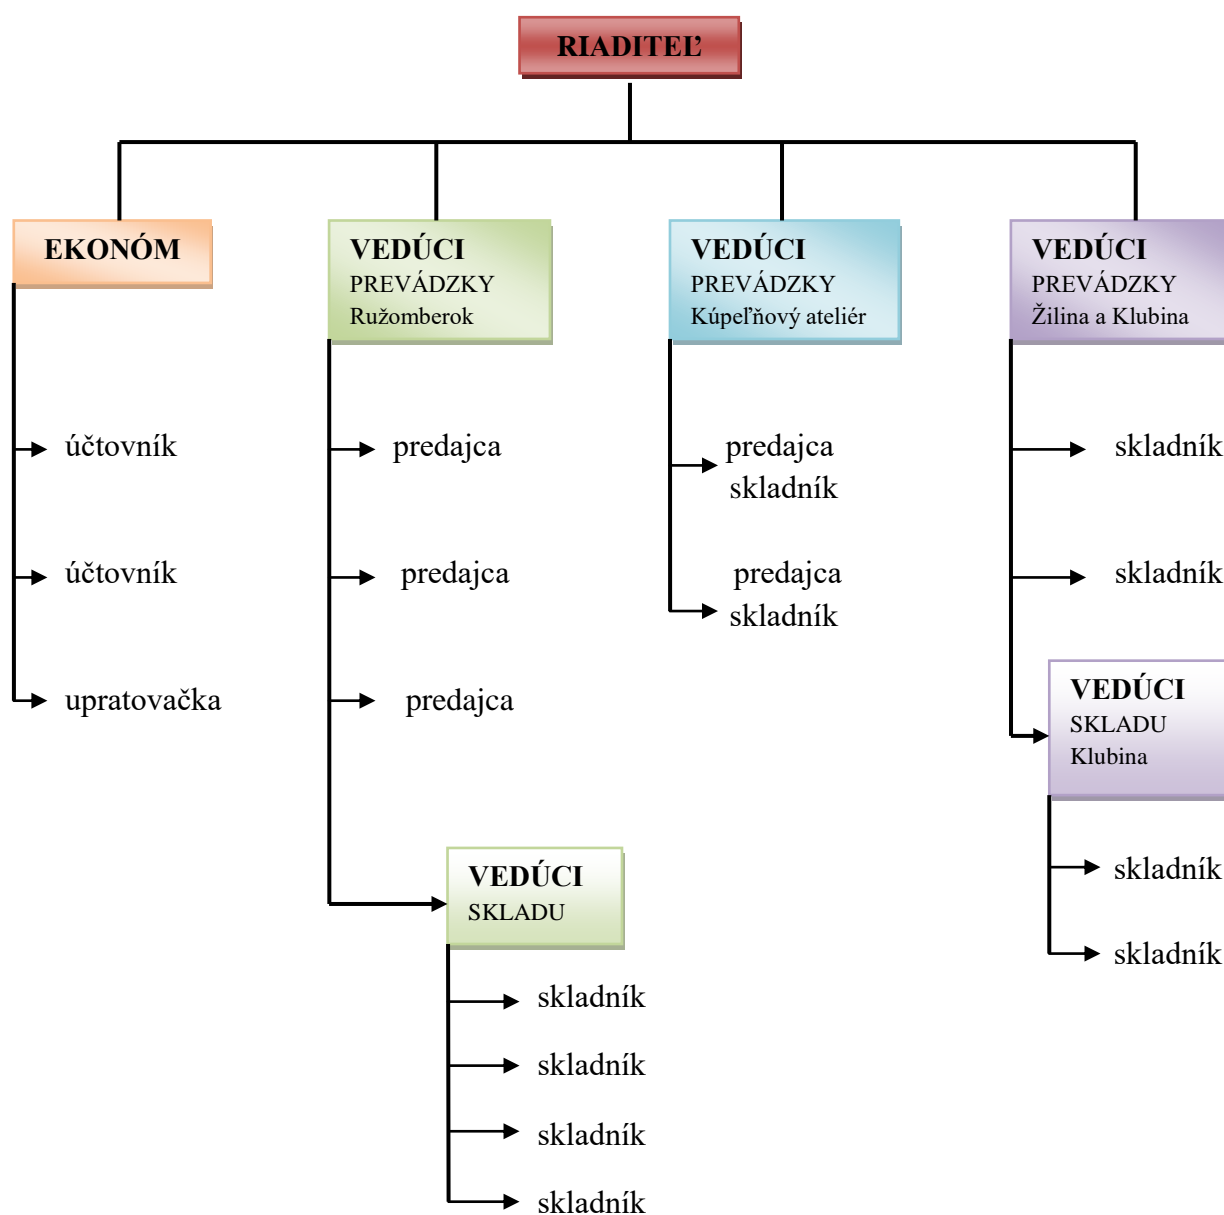 RIADITEĽ
EKONÓM
účtovník
účtovník
upratovačka
VEDÚCI
PREVÁDZKY
Ružomberok
predajca
predajca
predajca
VEDÚCI
SKLADU
skladník
skladník
skladník
skladník
VEDÚCI
PREVÁDZKY
Kúpeľňový ateliér
predajca
skladník
predajca
skladník
VEDÚCI
PREVÁDZKY
Žilina a Klubina
skladník
skladník
VEDÚCI
SKLADU
Klubina
skladník
skladník